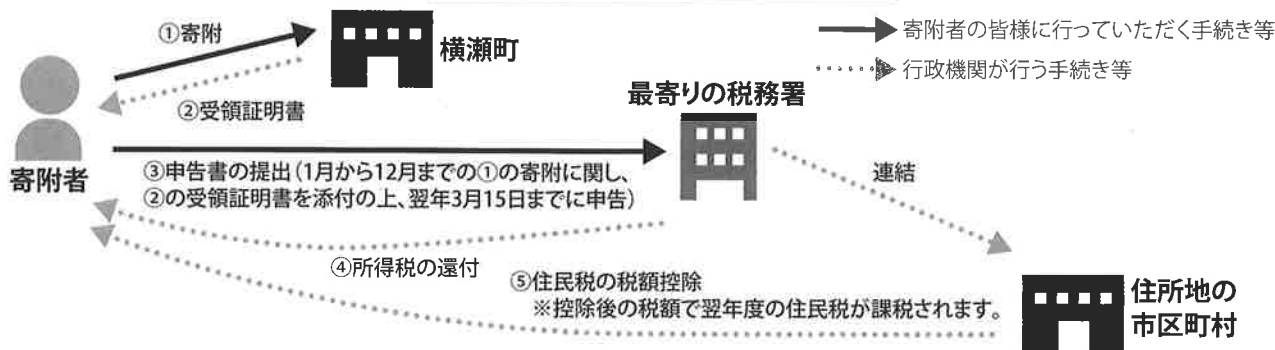 ①寄附
横瀬町
②受領証明書
寄附者の皆様に行っていただく手続き等
行政機関が行う手続き等
最寄りの税務署
寄附者
③申告書の提出(1月から12月までの①の寄附に関し、
②の受領証明書を添付の上、翌年3月15日までに申告)
連結
④所得税の還付
⑤住民税の税額控除
※控除後の税額で翌年度の住民税が課税されます。
住所地の
市区町村